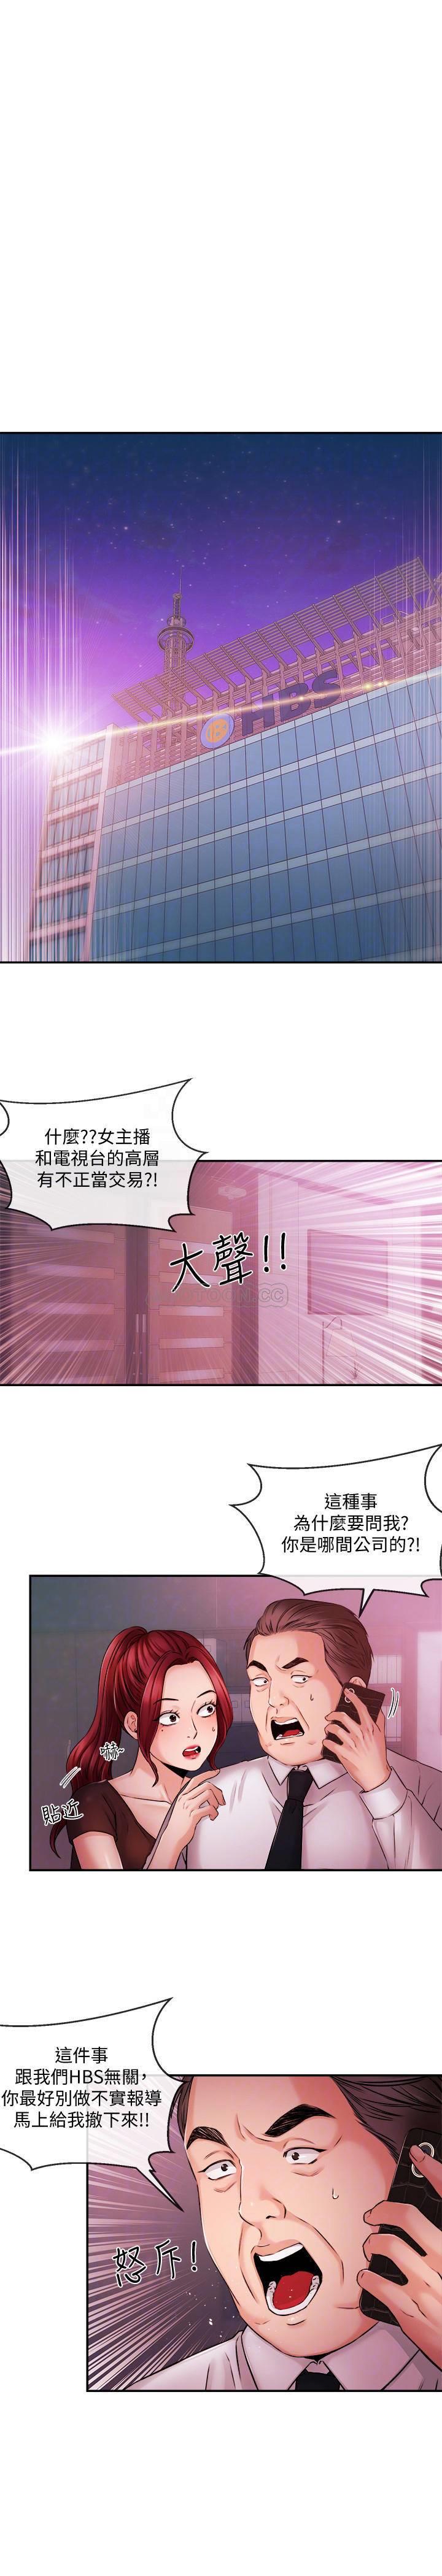 HBS
什麼??女主播
和電視台的高層
有不正當交易?!
大聲!!
這種事
為什麼要問我?
你是哪間公司的?!
嚇~
貼近
這件事
跟我們HBS無關,
你最好別做不實報導
馬上給我撤下來!!
怒斥!